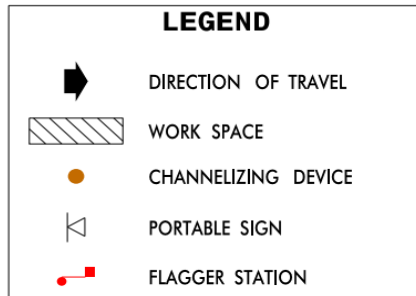 LEGEND
DIRECTION OF TRAVEL
WORK SPACE
CHANNELIZING DEVICE
PORTABLE SIGN
FLAGGER STATION